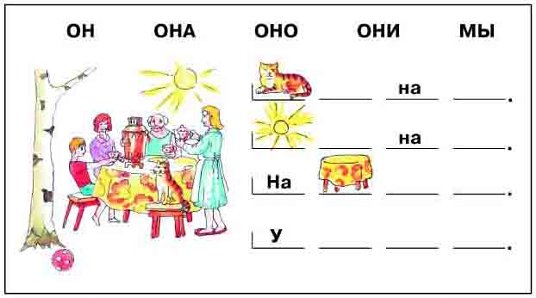 ОН ОНА ОНО ОНИ МЫ
на .
на .
На .
У .